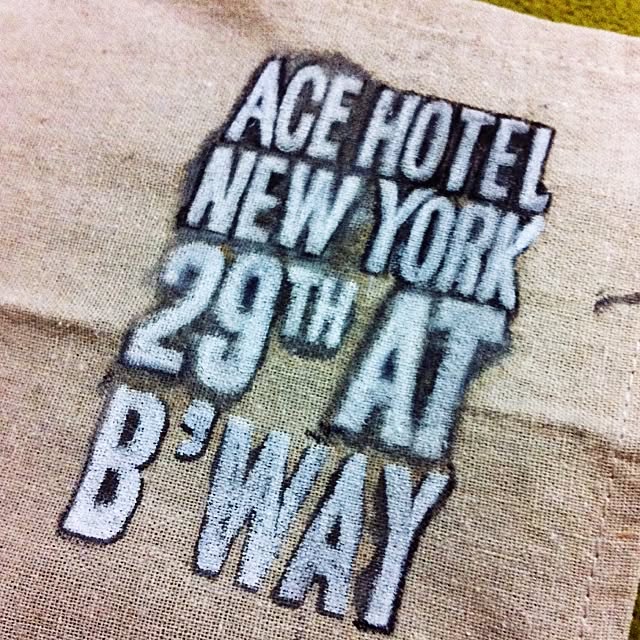 ACE HOTEL
NEW YORK
29TH AT
B'WAY